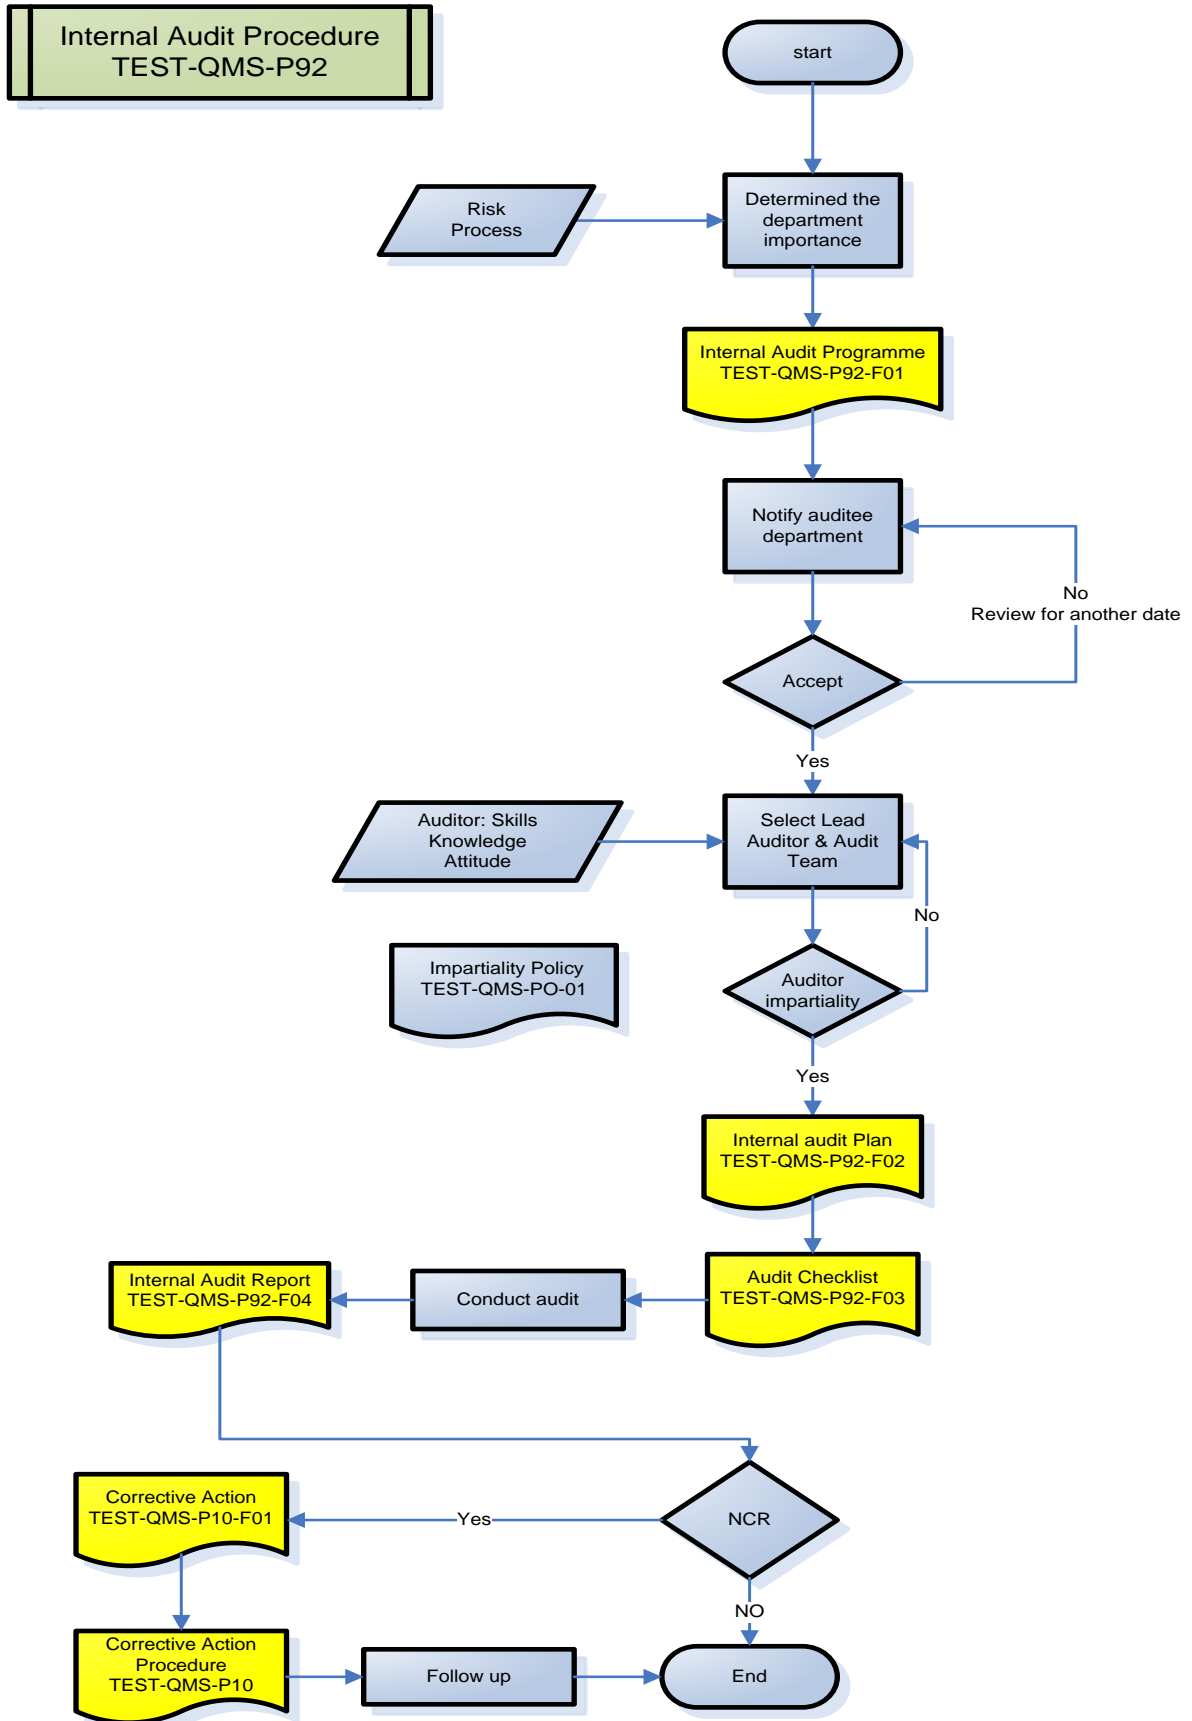 Internal Audit Procedure
TEST-QMS-P92
start
Risk
Process
Determined the
department
importance
Internal Audit Programme
TEST-QMS-P92-F01
Notify auditee
department
No
Review for another date
Accept
Yes
Auditor: Skills
Knowledge
Attitude
Select Lead
Auditor & Audit
Team
No
Impartiality Policy
TEST-QMS-PO-01
Auditor
impartiality
Yes
Internal audit Plan
TEST-QMS-P92-F02
Internal Audit Report
TEST-QMS-P92-F04
Conduct audit
Audit Checklist
TEST-QMS-P92-F03
Corrective Action
TEST-QMS-P10-F01
Yes
NCR
NO
Corrective Action
Procedure
TEST-QMS-P10
Follow up
End